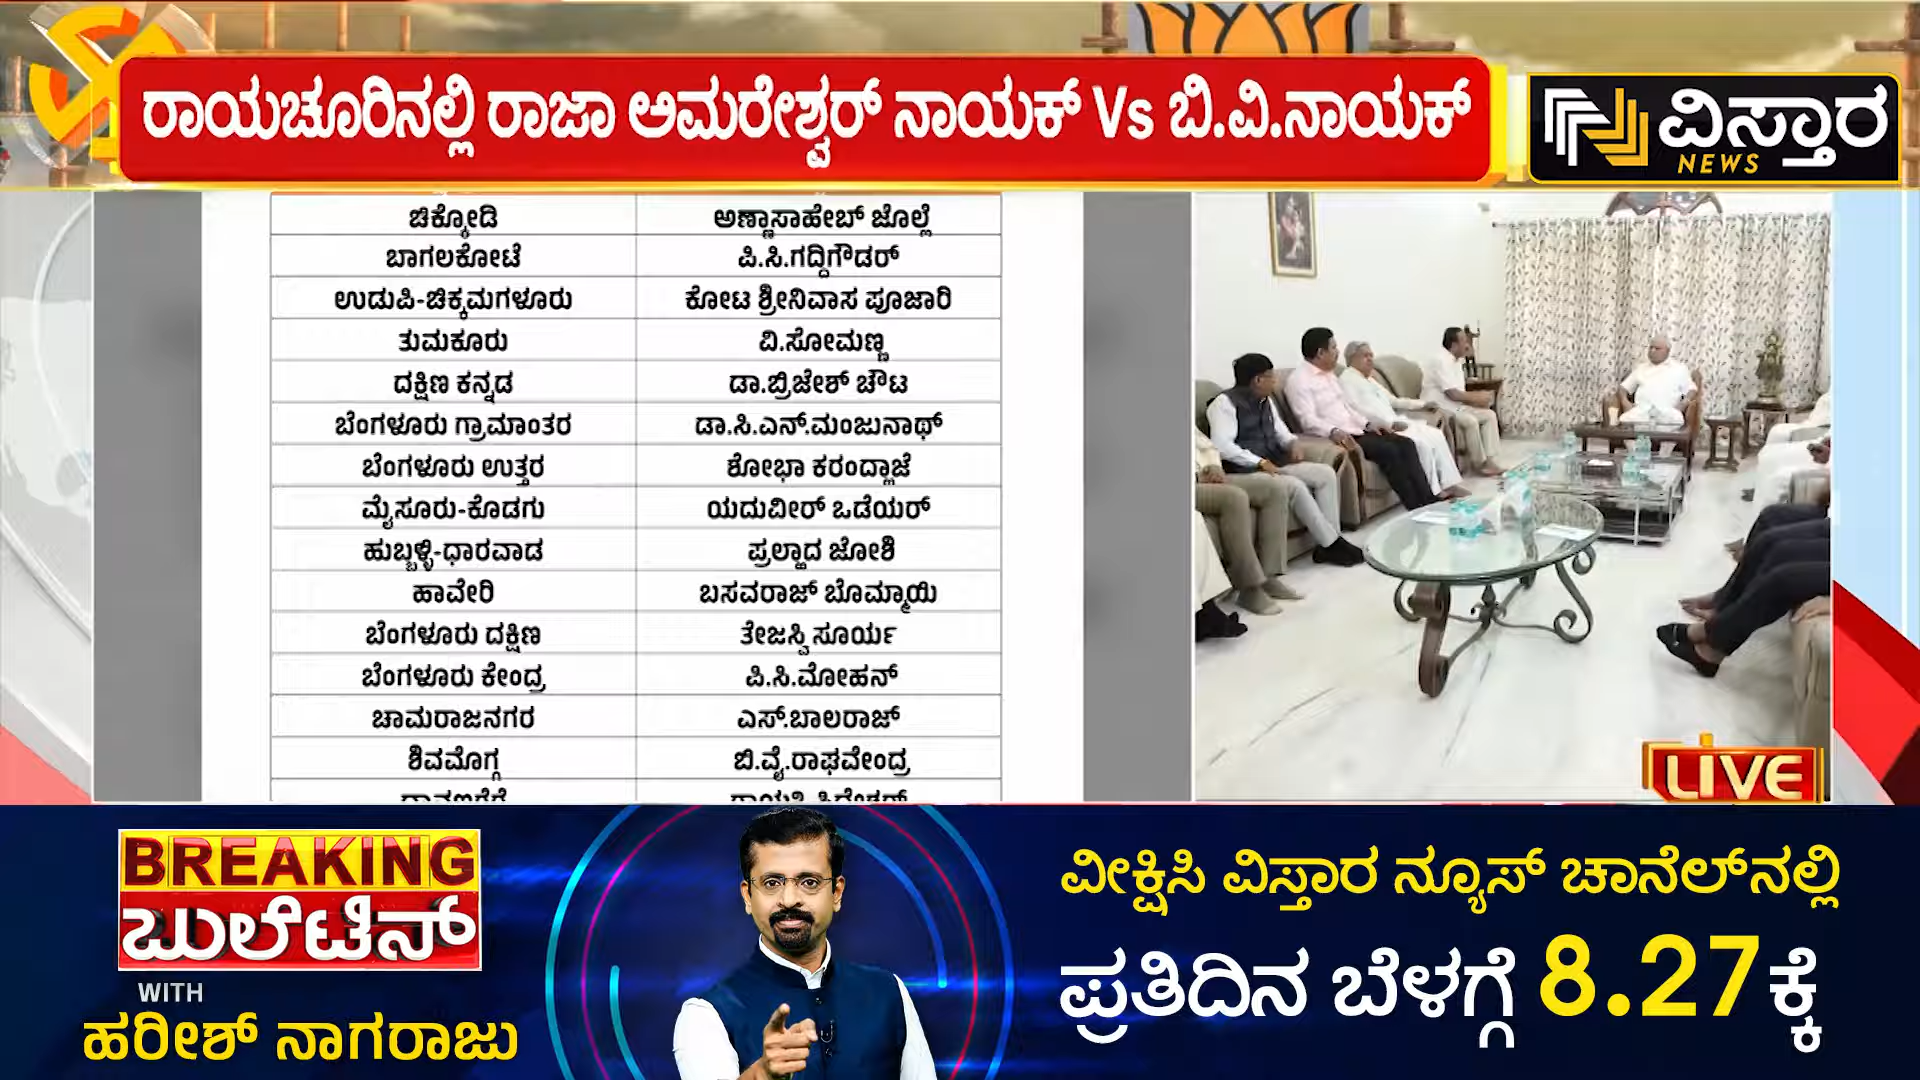 ರಾಯಚೂರಿನಲ್ಲಿ ರಾಜಾ ಅಮರೇಶ್ವರ್ ನಾಯಕ್ Vs ಬಿ.ವಿ.ನಾಯಕ್
ವಿಸ್ತಾರ
NEWS
ಚಿಕ್ಕೋಡಿ ಅಣ್ಣಾಸಾಹೇಬ್ ಜೊಲ್ಲೆ
ಬಾಗಲಕೋಟೆ ಪಿ.ಸಿ.ಗದ್ದಿಗೌಡರ್
ಉಡುಪಿ-ಚಿಕ್ಕಮಗಳೂರು ಕೋಟ ಶ್ರೀನಿವಾಸ ಪೂಜಾರಿ
ತುಮಕೂರು ವಿ.ಸೋಮಣ್ಣ
ದಕ್ಷಿಣ ಕನ್ನಡ ಡಾ.ಬ್ರಿಜೇಶ್ ಚೌಟ
ಬೆಂಗಳೂರು ಗ್ರಾಮಾಂತರ ಡಾ.ಸಿ.ಎನ್.ಮಂಜುನಾಥ್
ಬೆಂಗಳೂರು ಉತ್ತರ ಶೋಭಾ ಕರಂದ್ಲಾಜೆ
ಮೈಸೂರು-ಕೊಡಗು ಯದುವೀರ್ ಒಡೆಯರ್
ಹುಬ್ಬಳ್ಳಿ-ಧಾರವಾಡ ಪ್ರಲ್ಹಾದ ಜೋಶಿ
ಹಾವೇರಿ ಬಸವರಾಜ್ ಬೊಮ್ಮಾಯಿ
ಬೆಂಗಳೂರು ದಕ್ಷಿಣ ತೇಜಸ್ವಿ ಸೂರ್ಯ
ಬೆಂಗಳೂರು ಕೇಂದ್ರ ಪಿ.ಸಿ.ಮೋಹನ್
ಚಾಮರಾಜನಗರ ಎಸ್.ಬಾಲರಾಜ್
ಶಿವಮೊಗ್ಗ ಬಿ.ವೈ.ರಾಘವೇಂದ್ರ
LIVE
BREAKING
ಬುಲೆಟಿನ್
WITH
ಹರೀಶ್ ನಾಗರಾಜು
ವೀಕ್ಷಿಸಿ ವಿಸ್ತಾರ ನ್ಯೂಸ್ ಚಾನೆಲ್‌ನಲ್ಲಿ
ಪ್ರತಿದಿನ ಬೆಳಗ್ಗೆ 8.27ಕ್ಕೆ